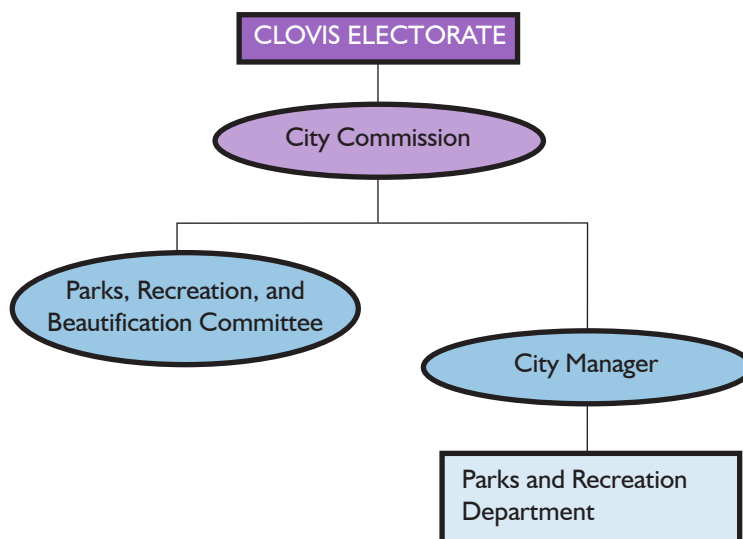 CLOVIS ELECTORATE
City Commission
Parks, Recreation, and
Beautification Committee
City Manager
Parks and Recreation
Department